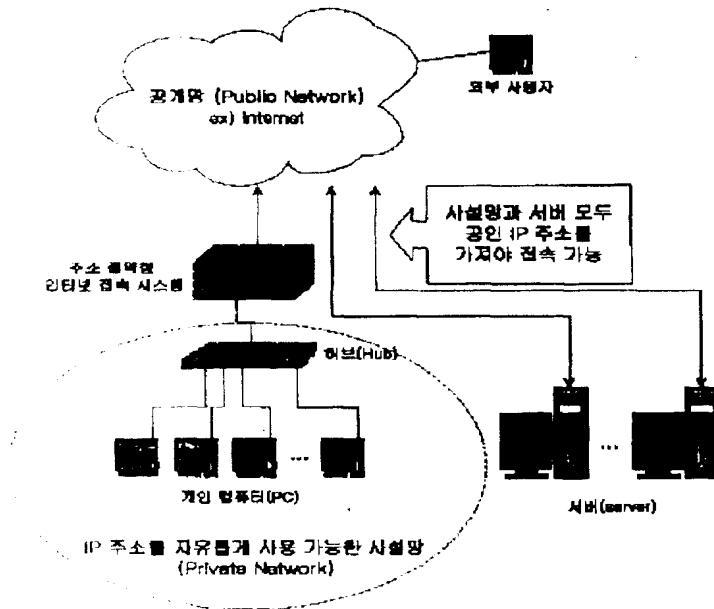 공개망 (Public Network)
ex) Internet
외부 사용자
사설망과 서버 모두
공인 IP 주소를
가져야 접속 가능
주소 절약형
인터넷 접속 시스템
허브(Hub)
...
개인 컴퓨터(PC)
...
서버(server)
IP 주소를 자유롭게 사용 가능한 사설망
(Private Network)